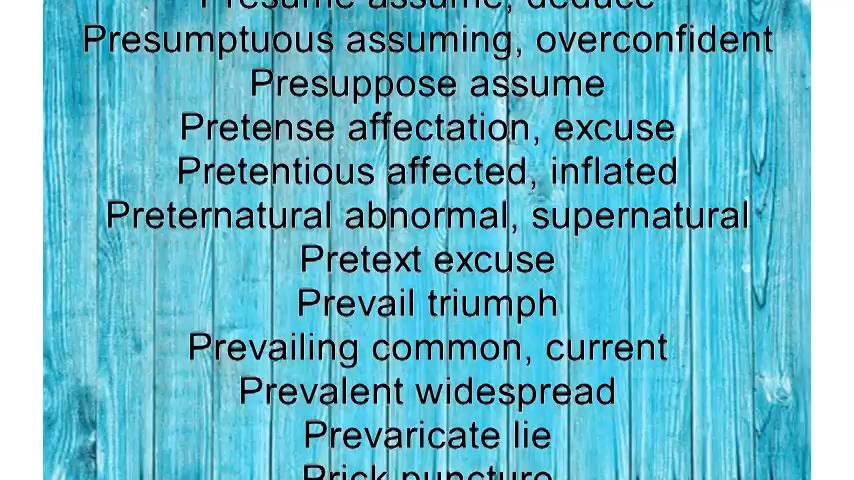 Presume assume, deduce
Presumptuous assuming, overconfident
Presuppose assume
Pretense affectation, excuse
Pretentious affected, inflated
Preternatural abnormal, supernatural
Pretext excuse
Prevail triumph
Prevailing common, current
Prevalent widespread
Prevaricate lie
Prick puncture